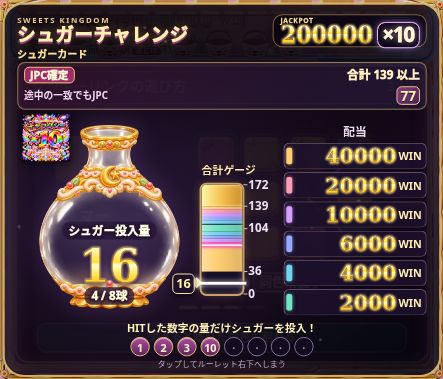 SWEETS KINGDOM
シュガーチャレンジ
シュガーカード
JACKPOT
200000 ×10
JPC確定
合計 139 以上
途中の一致でもJPC
77
配当
合計ゲージ
172
139
104
36
0
16
シュガー投入量
16
4 / 8球
40000 WIN
20000 WIN
10000 WIN
6000 WIN
4000 WIN
2000 WIN
HITした数字の量だけシュガーを投入！
1 2 3 10
タップしてルーレット右下へしまう